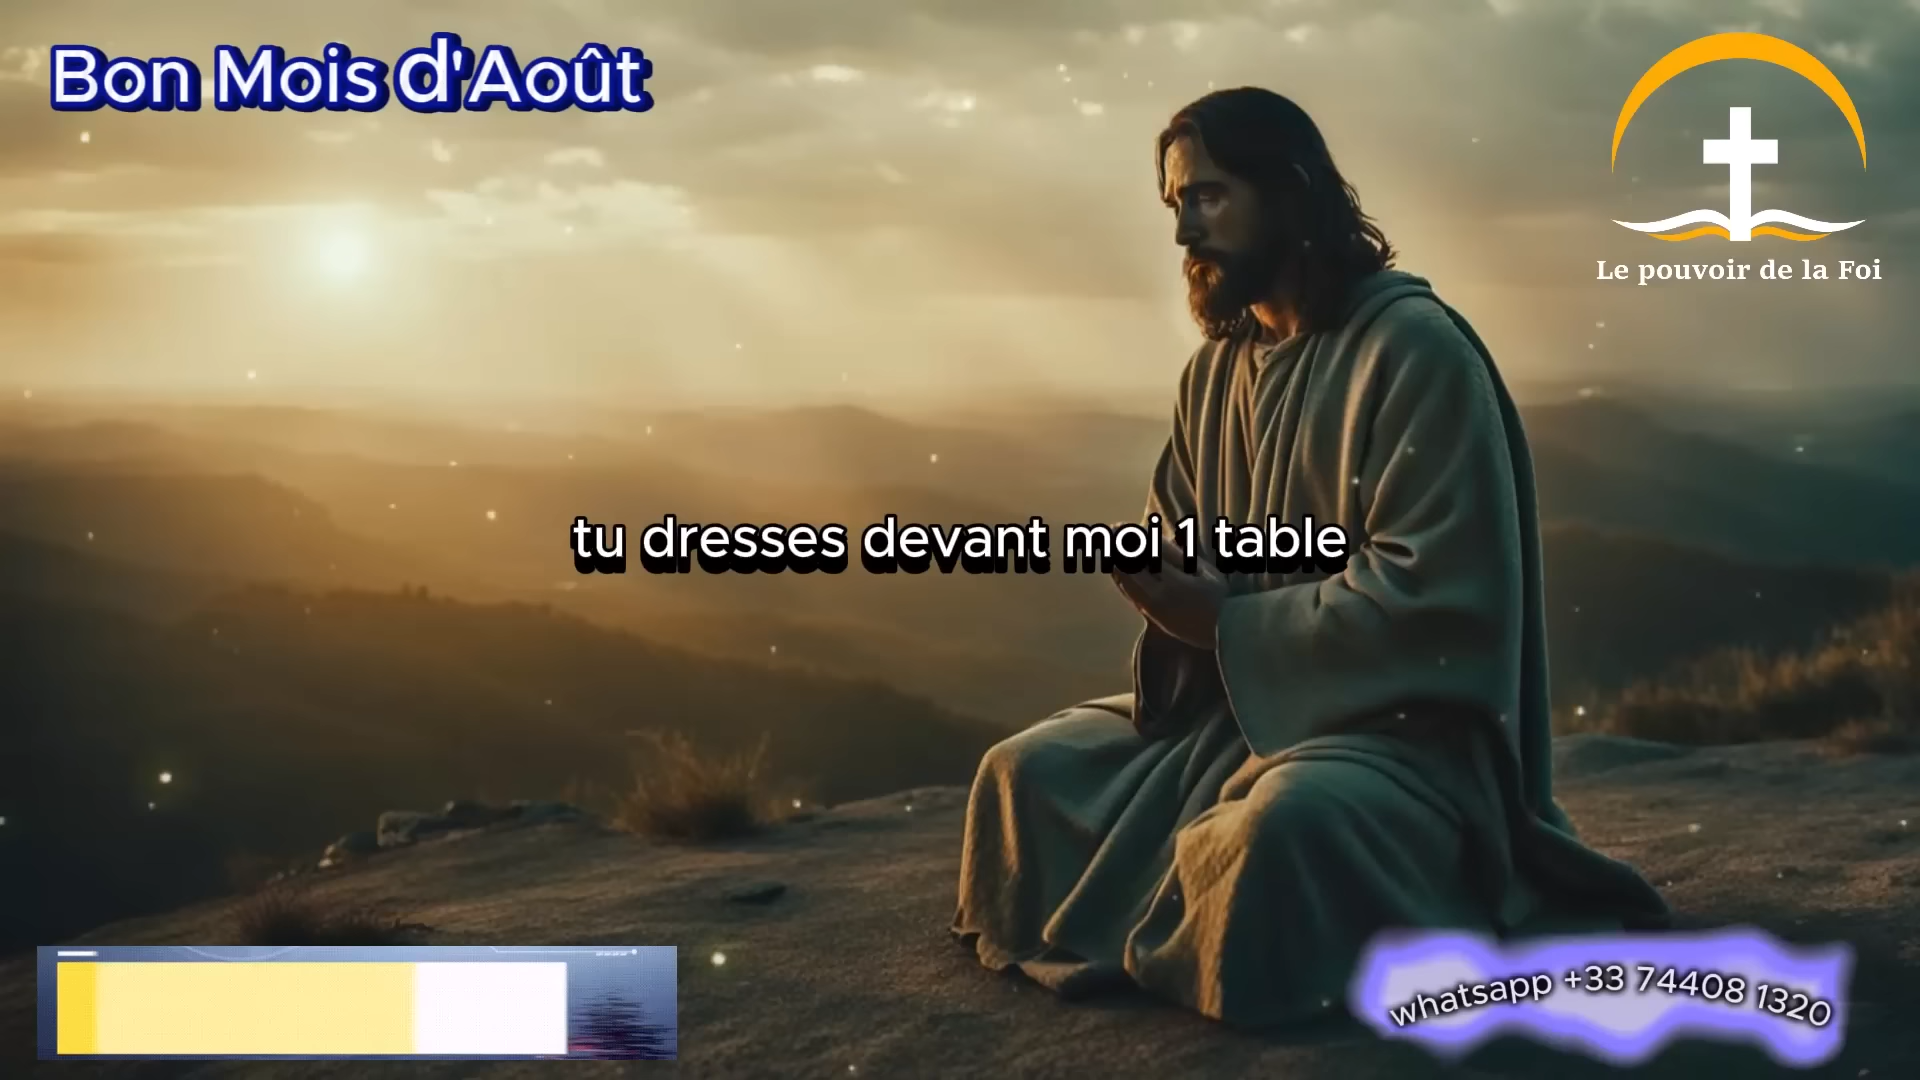 Bon Mois d'Août
Le pouvoir de la Foi
tu dresses devant moi 1 table
whatsapp +33 74408 1320